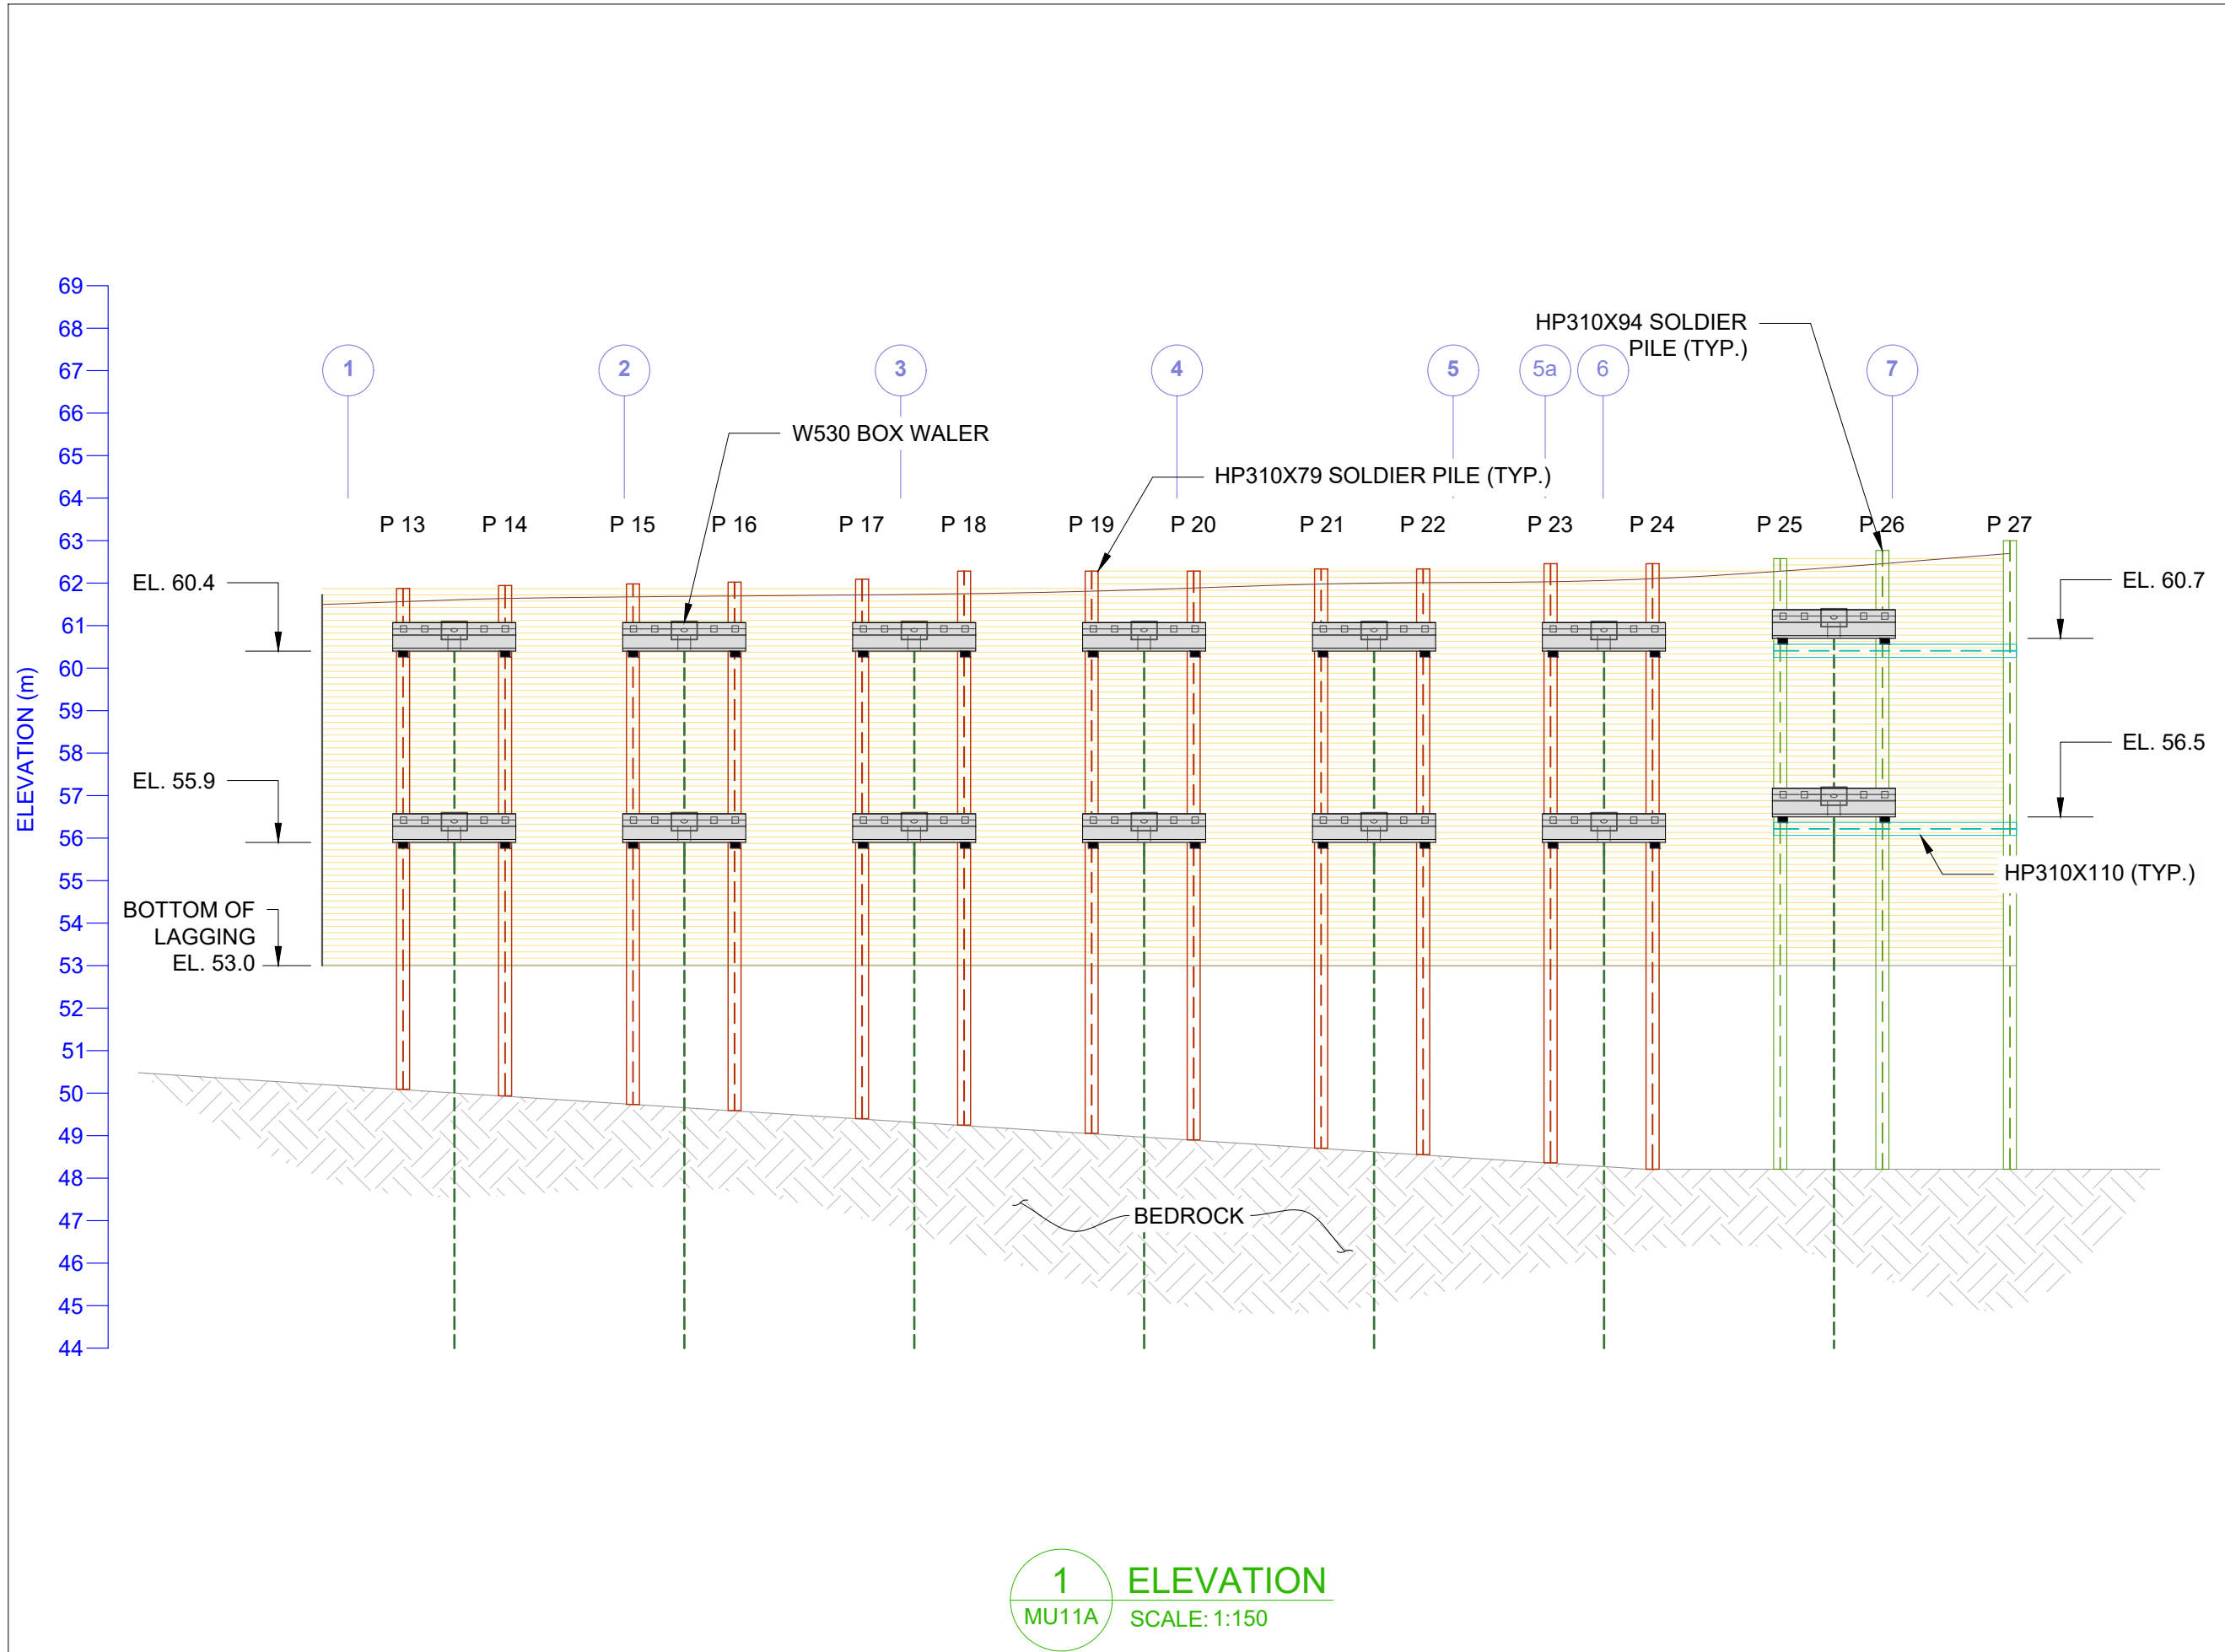 69
68
67
66
65
64
63
62
61
60
59
58
57
56
55
54
53
52
51
50
49
48
47
46
45
44
ELEVATION (m)
HP310X94 SOLDIER
PILE (TYP.)
1
2
3
4
5
5a
6
7
W530 BOX WALER
HP310X79 SOLDIER PILE (TYP.)
P 13
P 14
P 15
P 16
P 17
P 18
P 19
P 20
P 21
P 22
P 23
P 24
P 25
P 26
P 27
EL. 60.4
EL. 60.7
EL. 56.5
EL. 55.9
HP310X110 (TYP.)
BOTTOM OF
LAGGING
EL. 53.0
BEDROCK
1
MU11A
ELEVATION
SCALE: 1:150